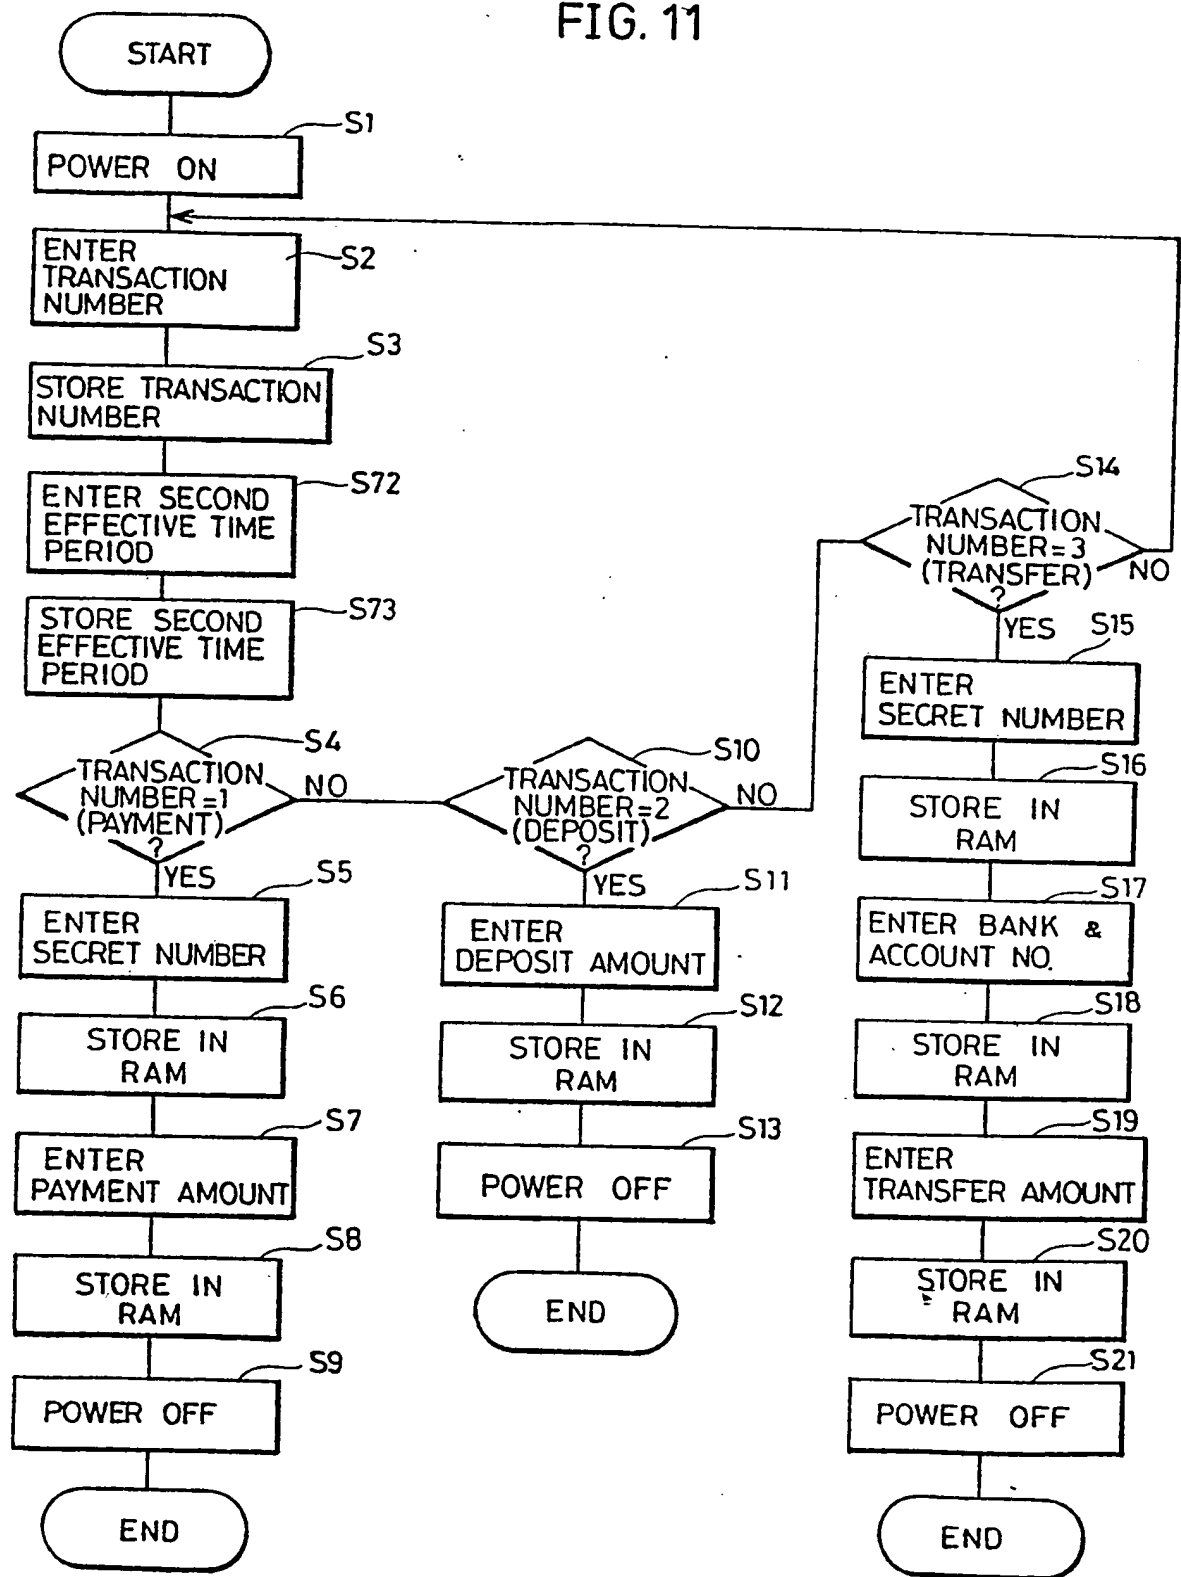 FIG. 11
START
S1
POWER ON
S2
ENTER
TRANSACTION
NUMBER
S3
STORE TRANSACTION
NUMBER
S72
ENTER SECOND
EFFECTIVE TIME
PERIOD
S73
STORE SECOND
EFFECTIVE TIME
PERIOD
S4
TRANSACTION
NUMBER=1
(PAYMENT)
?
NO
YES
S5
ENTER
SECRET NUMBER
S6
STORE IN
RAM
S7
ENTER
PAYMENT AMOUNT
S8
STORE IN
RAM
S9
POWER OFF
END
S10
TRANSACTION
NUMBER=2
(DEPOSIT)
?
NO
YES
S11
ENTER
DEPOSIT AMOUNT
S12
STORE IN
RAM
S13
POWER OFF
END
S14
TRANSACTION
NUMBER=3
(TRANSFER)
?
NO
YES
S15
ENTER
SECRET NUMBER
S16
STORE IN
RAM
S17
ENTER BANK &
ACCOUNT NO.
S18
STORE IN
RAM
S19
ENTER
TRANSFER AMOUNT
S20
STORE IN
RAM
S21
POWER OFF
END